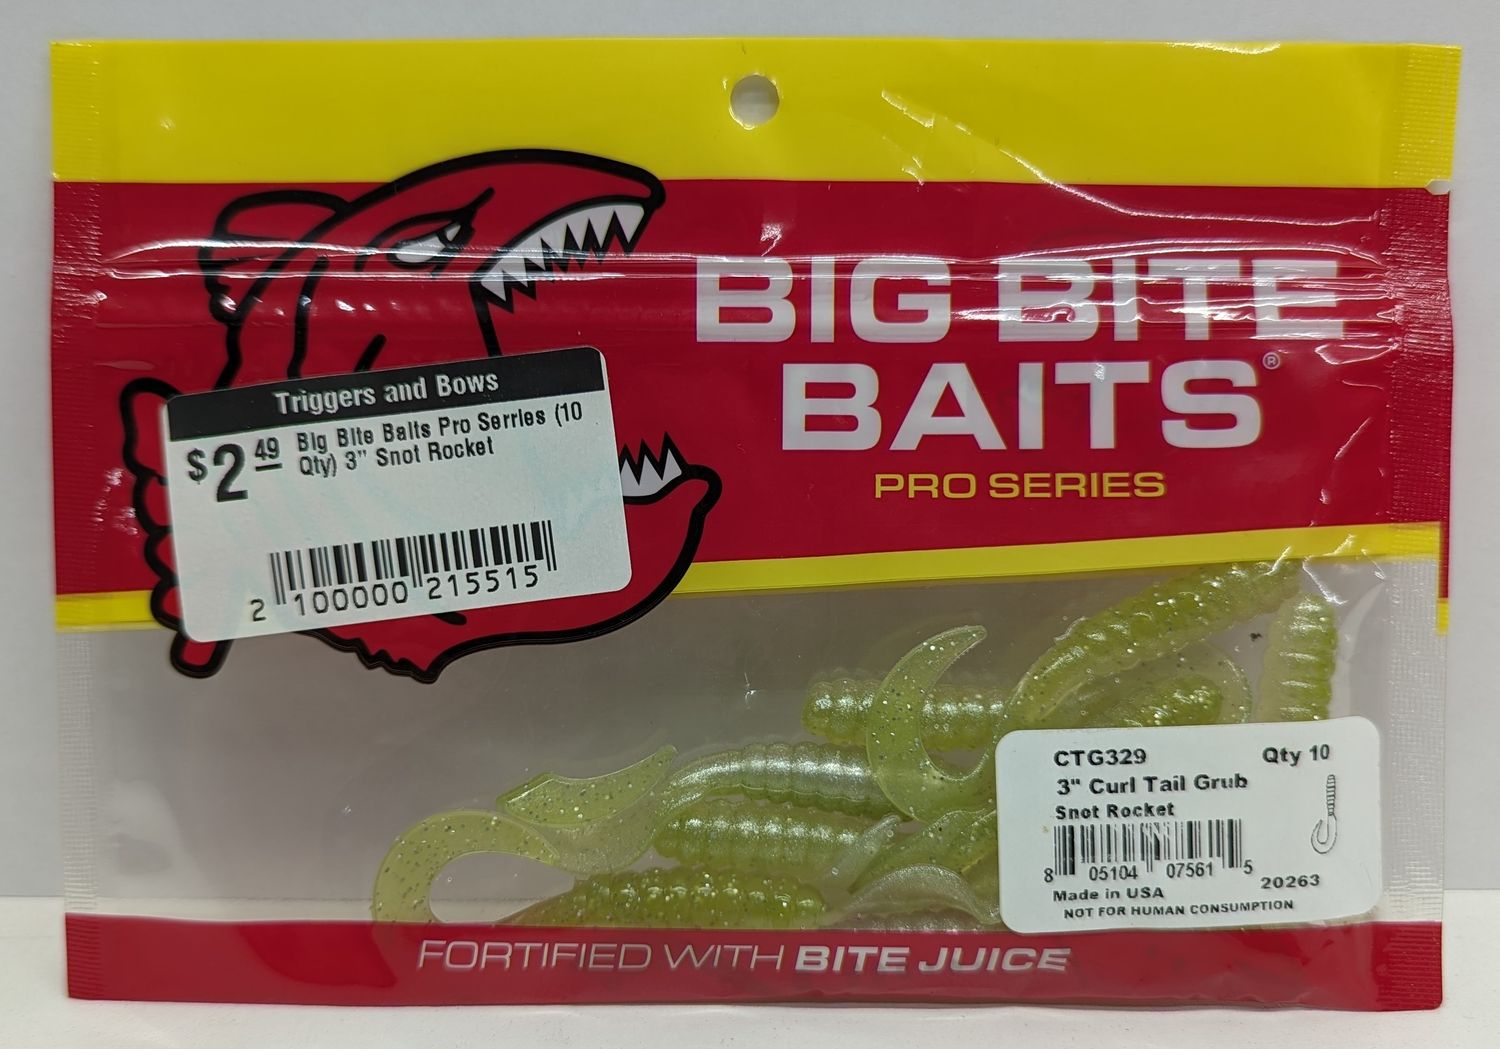 BIG BITE
BAITS®
PRO SERIES
Triggers and Bows
$2 49
Big Bite Baits Pro Serries (10
Qty) 3" Snot Rocket
2 100000 215515
CTG329 Qty 10
3" Curl Tail Grub
Snot Rocket
8 05104 07561 5
20263
Made in USA
NOT FOR HUMAN CONSUMPTION
FORTIFIED WITH BITE JUICE